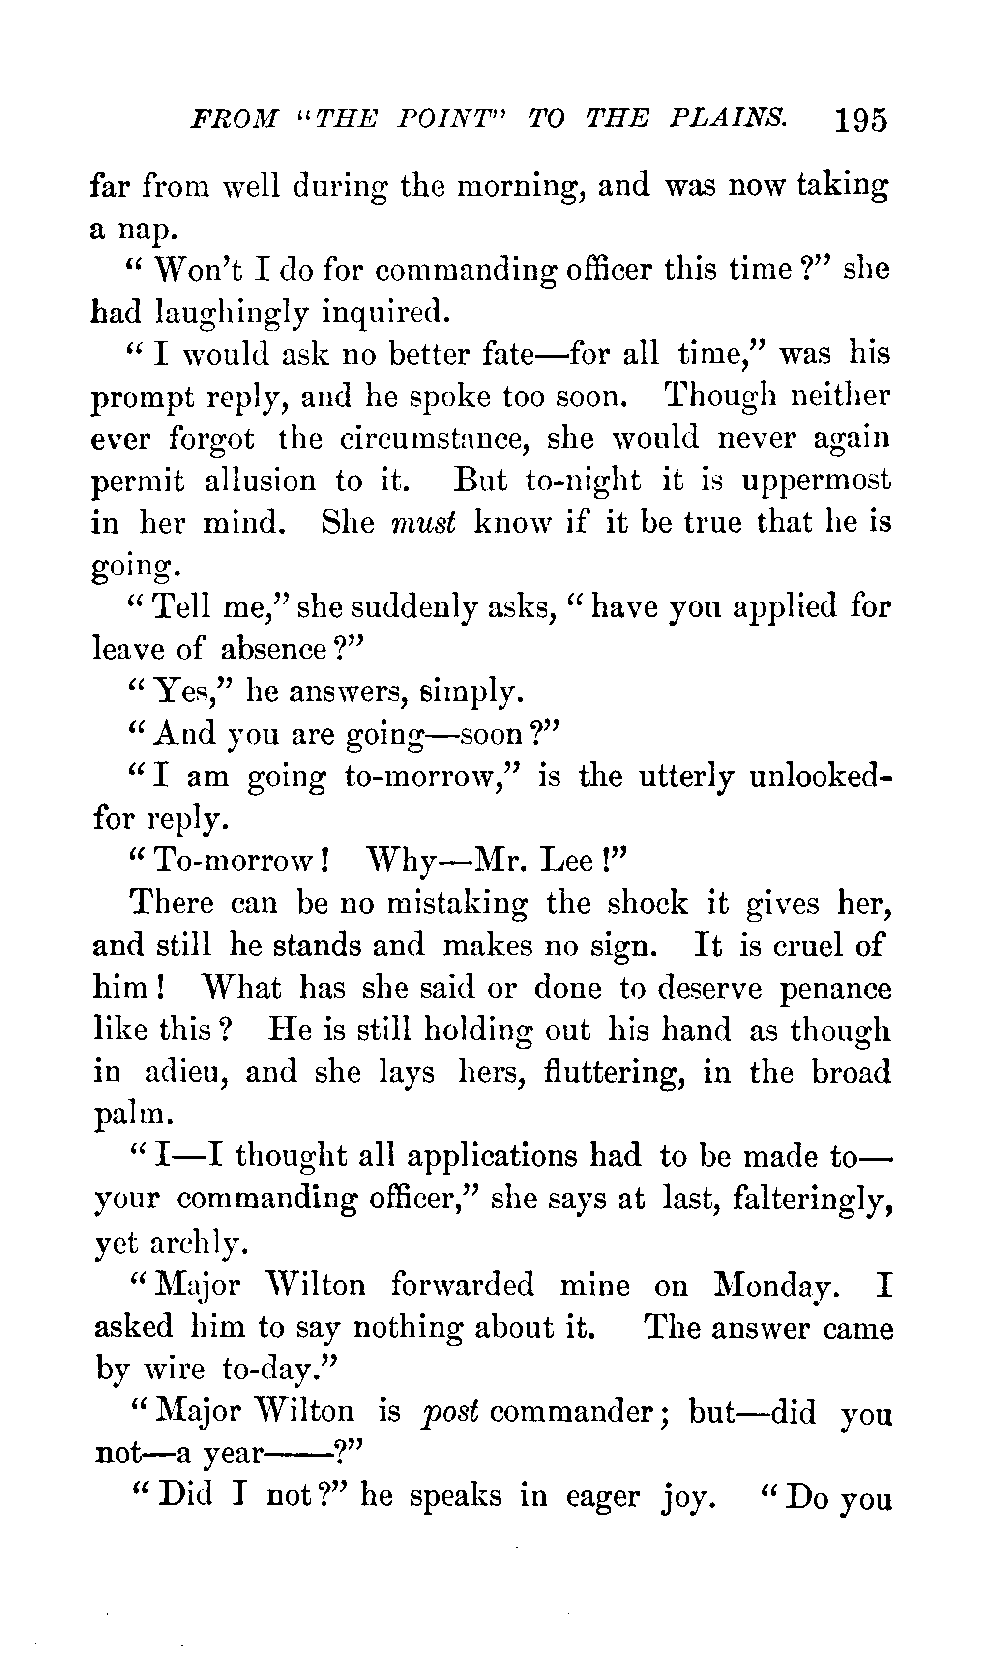 FROM "THE POINT" TO THE PLAINS. 195
far from well during the morning, and was now taking
a nap.
"Won't I do for commanding officer this time?" she
had laughingly inquired.
"I would ask no better fate—for all time," was his
prompt reply, and he spoke too soon. Though neither
ever forgot the circumstance, she would never again
permit allusion to it. But to-night it is uppermost
in her mind. She must know if it be true that he is
going.
"Tell me," she suddenly asks, "have you applied for
leave of absence?"
"Yes," he answers, simply.
"And you are going—soon?"
"I am going to-morrow," is the utterly unlooked-
for reply.
"To-morrow! Why—Mr. Lee!"
There can be no mistaking the shock it gives her,
and still he stands and makes no sign. It is cruel of
him! What has she said or done to deserve penance
like this? He is still holding out his hand as though
in adieu, and she lays hers, fluttering, in the broad
palm.
"I—I thought all applications had to be made to—
your commanding officer," she says at last, falteringly,
yet archly.
"Major Wilton forwarded mine on Monday. I
asked him to say nothing about it. The answer came
by wire to-day."
"Major Wilton is post commander; but—did you
not—a year——?"
"Did I not?" he speaks in eager joy. "Do you